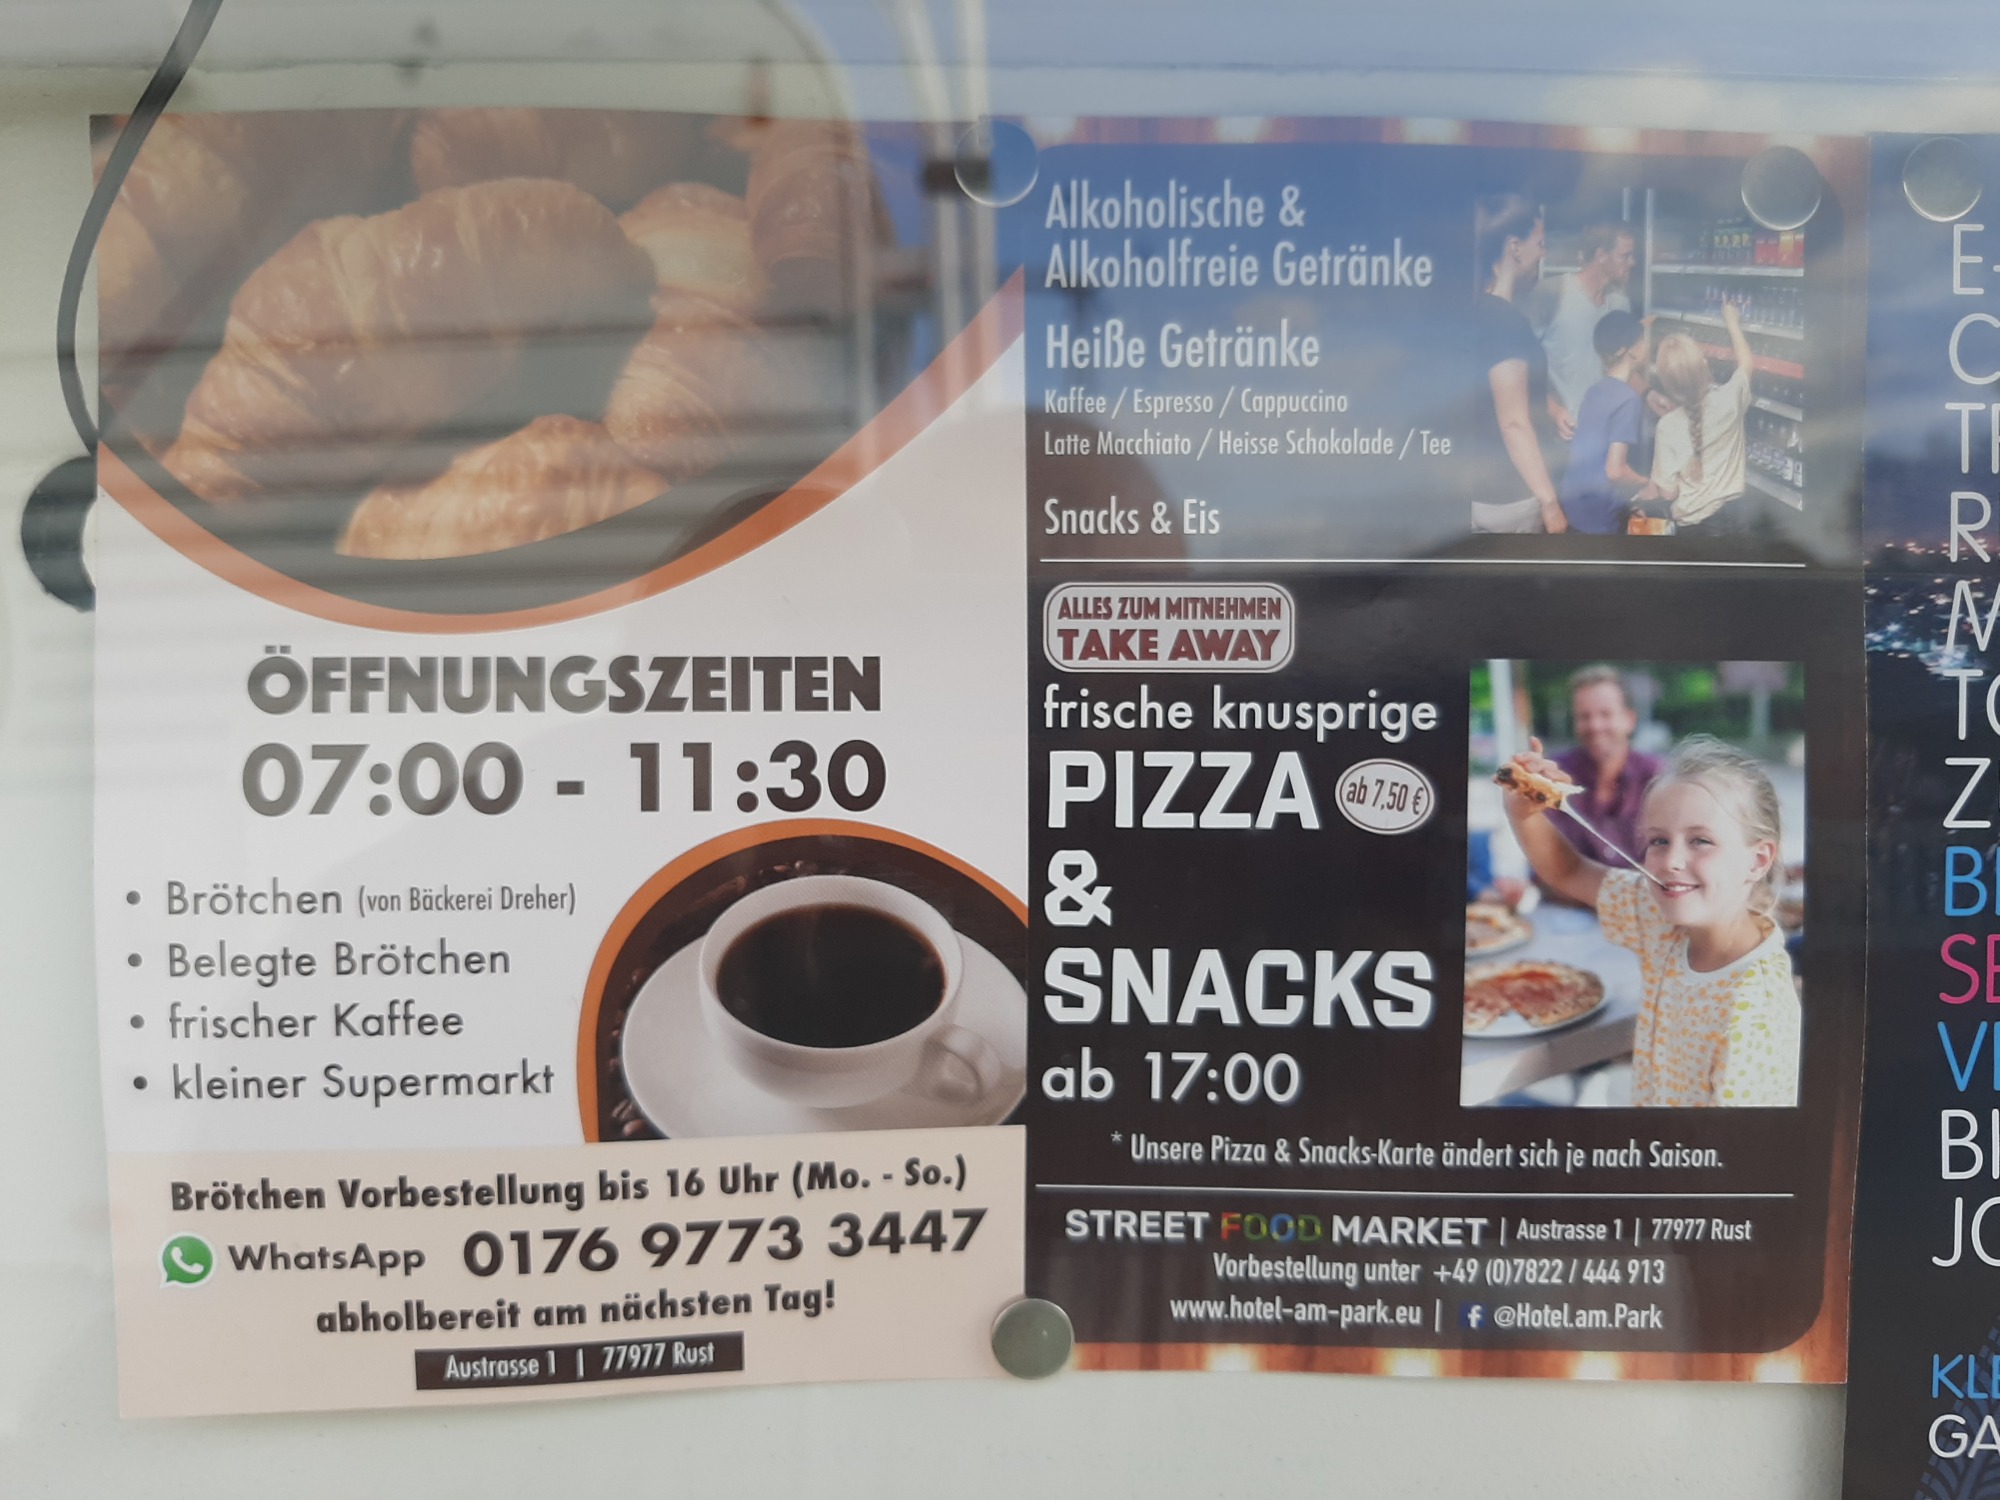 ÖFFNUNGSZEITEN
07:00 - 11:30
• Brötchen (von Bäckerei Dreher)
• Belegte Brötchen
• frischer Kaffee
• kleiner Supermarkt
Brötchen Vorbestellung bis 16 Uhr (Mo. - So.)
WhatsApp 0176 9773 3447
abholbereit am nächsten Tag!
Austrasse 1 | 77977 Rust
Alkoholische &
Alkoholfreie Getränke
Heiße Getränke
Kaffee / Espresso / Cappuccino
Latte Macchiato / Heisse Schokolade / Tee
Snacks & Eis
ALLES ZUM MITNEHMEN
TAKE AWAY
frische knusprige
PIZZA ab 7,50 €
&
SNACKS
ab 17:00
* Unsere Pizza & Snacks-Karte ändert sich je nach Saison.
STREET FOOD MARKET | Austrasse 1 | 77977 Rust
Vorbestellung unter +49 (0)7822 / 444 913
www.hotel-am-park.eu | f @Hotel.am.Park